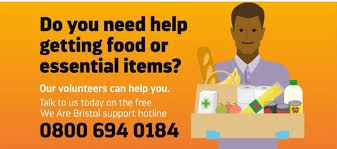 Do you need help
getting food or
essential items?
Our volunteers can help you.
Talk to us today on the free
We Are Bristol support hotline
0800 694 0184